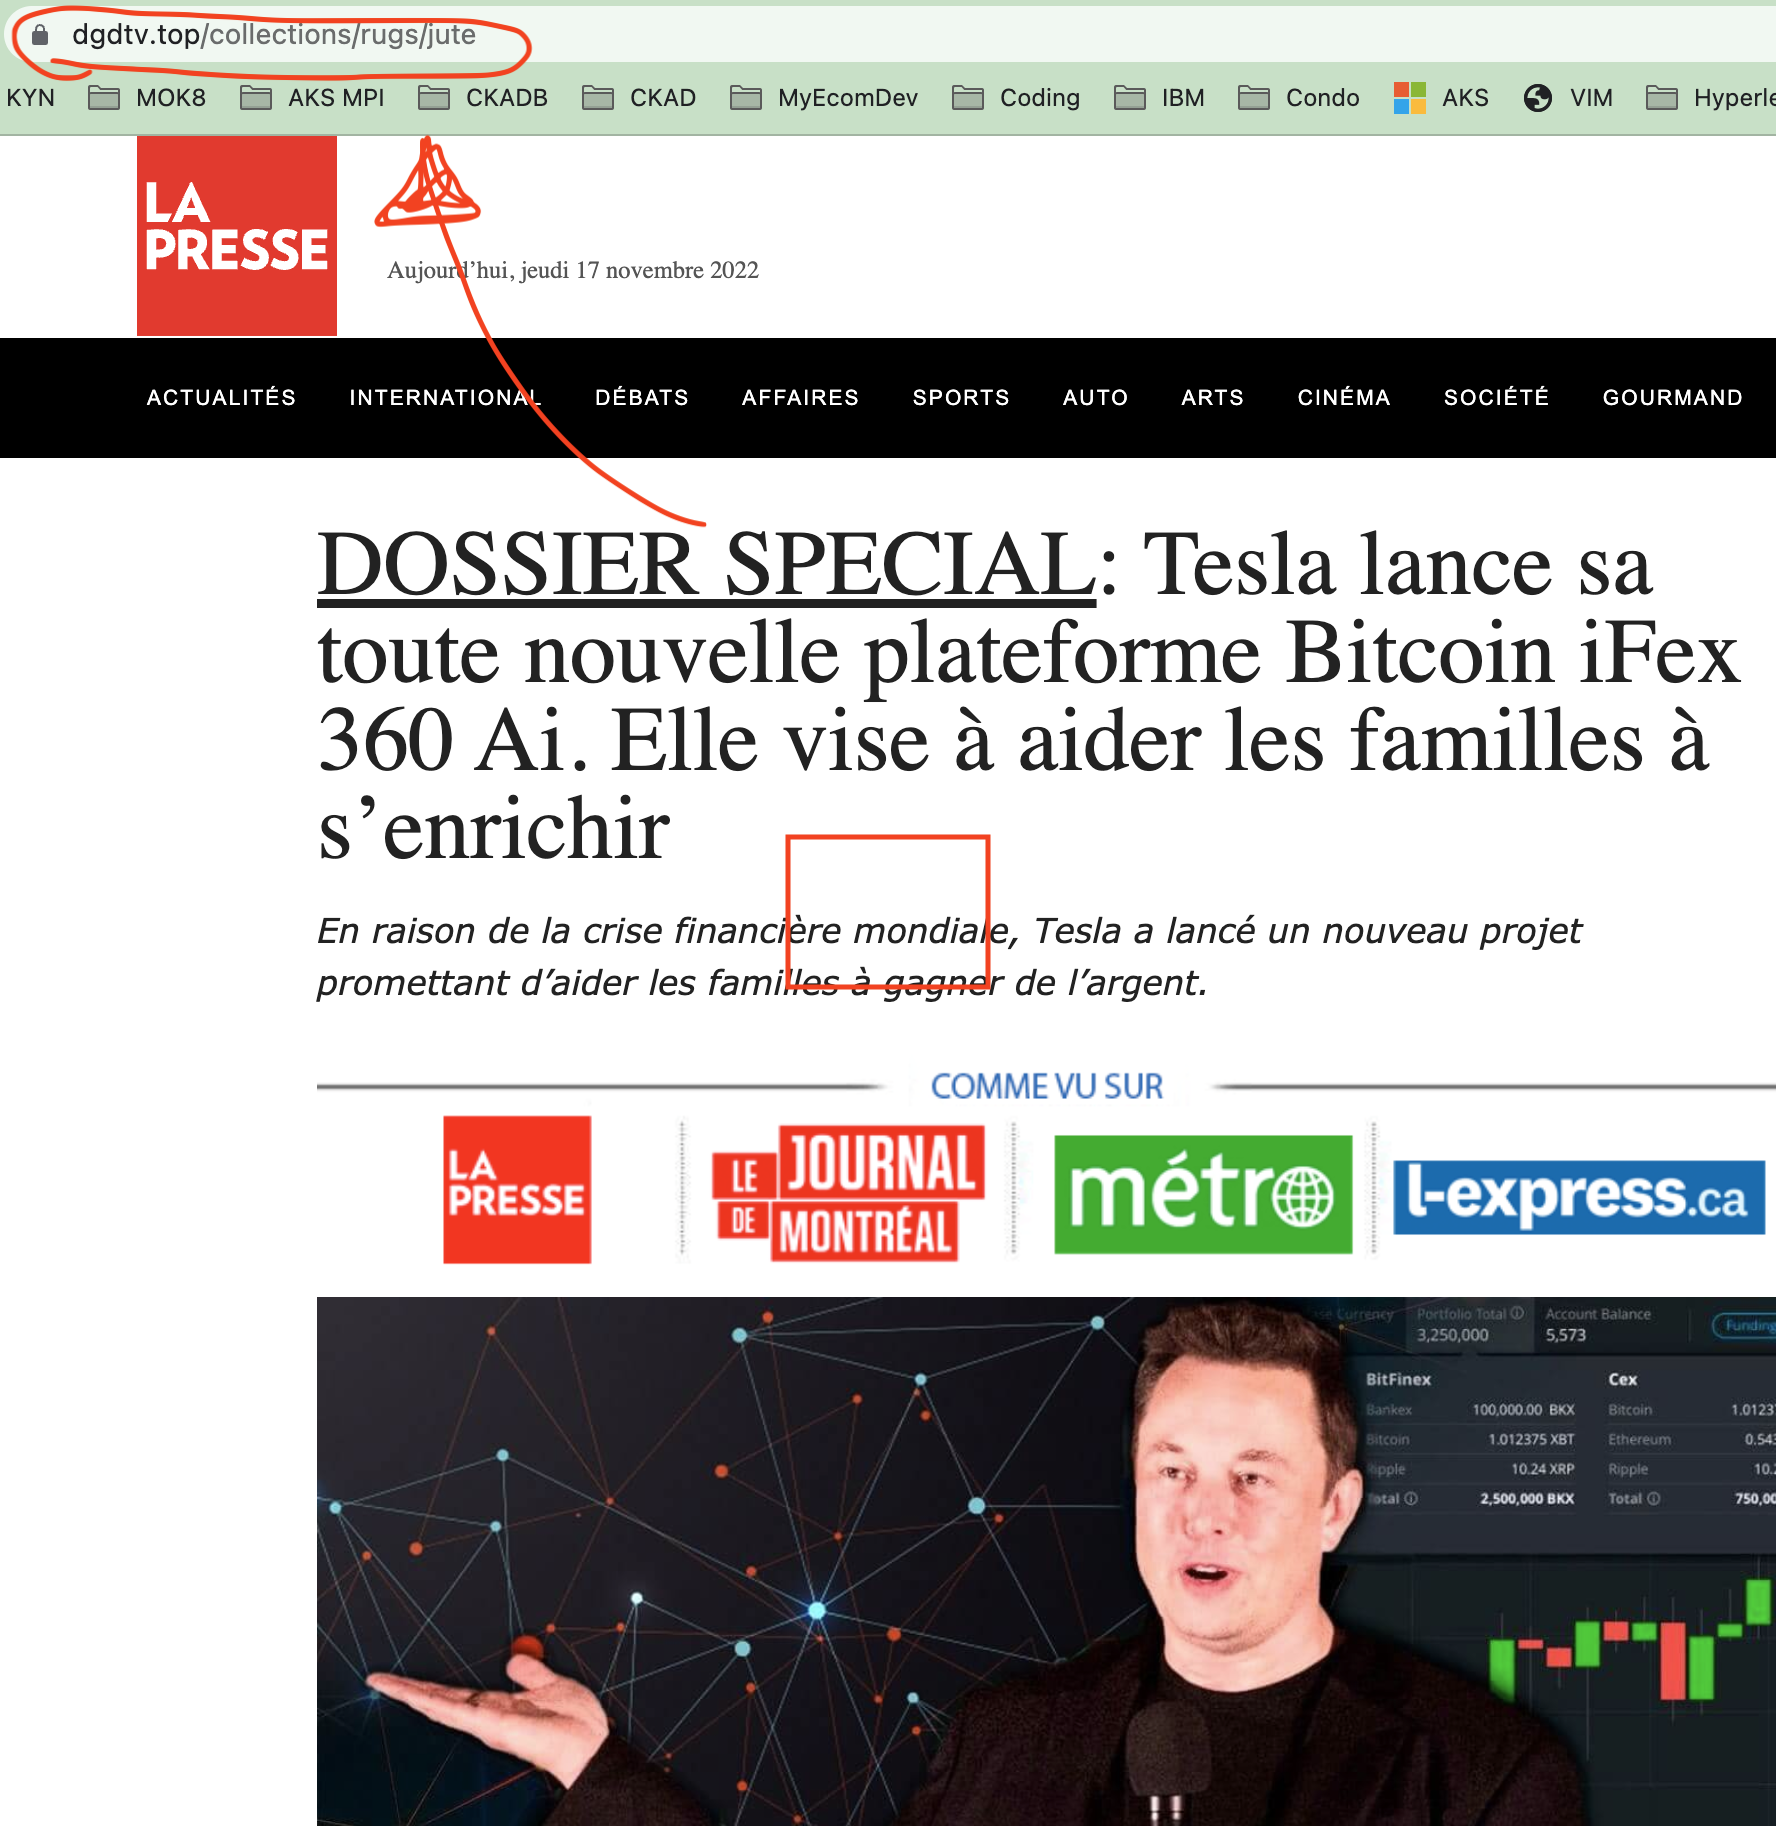 dgdtv.top/collections/rugs/jute
KYN MOK8 AKS MPI CKADB CKAD MyEcomDev Coding IBM Condo AKS VIM Hyperle
LA
PRESSE
Aujourd’hui, jeudi 17 novembre 2022
ACTUALITÉS INTERNATIONAL DÉBATS AFFAIRES SPORTS AUTO ARTS CINÉMA SOCIÉTÉ GOURMAND
DOSSIER SPECIAL: Tesla lance sa
toute nouvelle plateforme Bitcoin iFex
360 Ai. Elle vise à aider les familles à
s’enrichir
En raison de la crise financière mondiale, Tesla a lancé un nouveau projet
promettant d’aider les familles à gagner de l’argent.
COMME VU SUR
LA
PRESSE
LE JOURNAL
DE MONTRÉAL
métro
l-express.ca
Currency Portfolio Total Account Balance
3,250,000 5,573
Funding
BitFinex Cex
Bankex 100,000.00 BKX Bitcoin 1.0123
Bitcoin 1.012375 XBT Ethereum 0.543
Ripple 10.24 XRP Ripple 10.2
Total 2,500,000 BKX Total 750,00